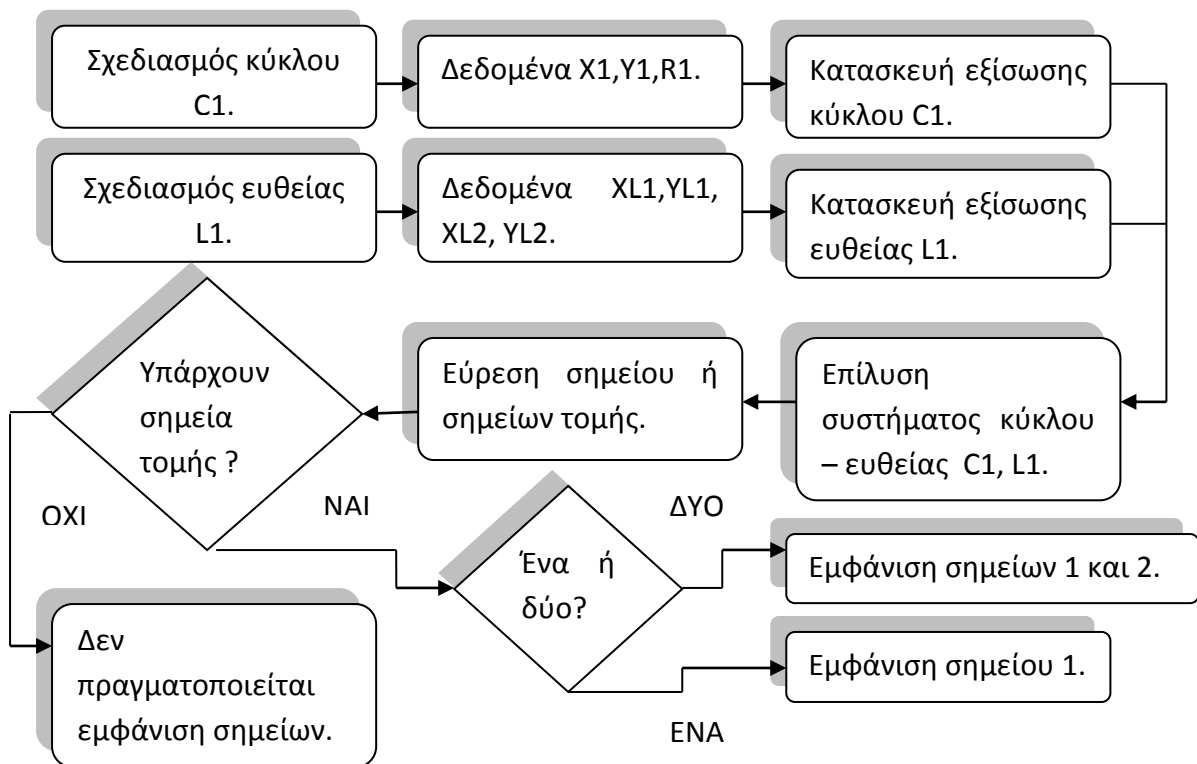 Σχεδιασμός κύκλου
C1.
Δεδομένα X1,Y1,R1.
Κατασκευή εξίσωσης
κύκλου C1.
Σχεδιασμός ευθείας
L1.
Δεδομένα XL1,YL1,
XL2, YL2.
Κατασκευή εξίσωσης
ευθείας L1.
Υπάρχουν
σημεία
τομής ?
Εύρεση σημείου ή
σημείων τομής.
Επίλυση
συστήματος κύκλου
– ευθείας C1, L1.
ΟΧΙ
ΝΑΙ
ΔΥΟ
Ένα ή
δύο?
Εμφάνιση σημείων 1 και 2.
Δεν
πραγματοποιείται
εμφάνιση σημείων.
Εμφάνιση σημείου 1.
ΕΝΑ